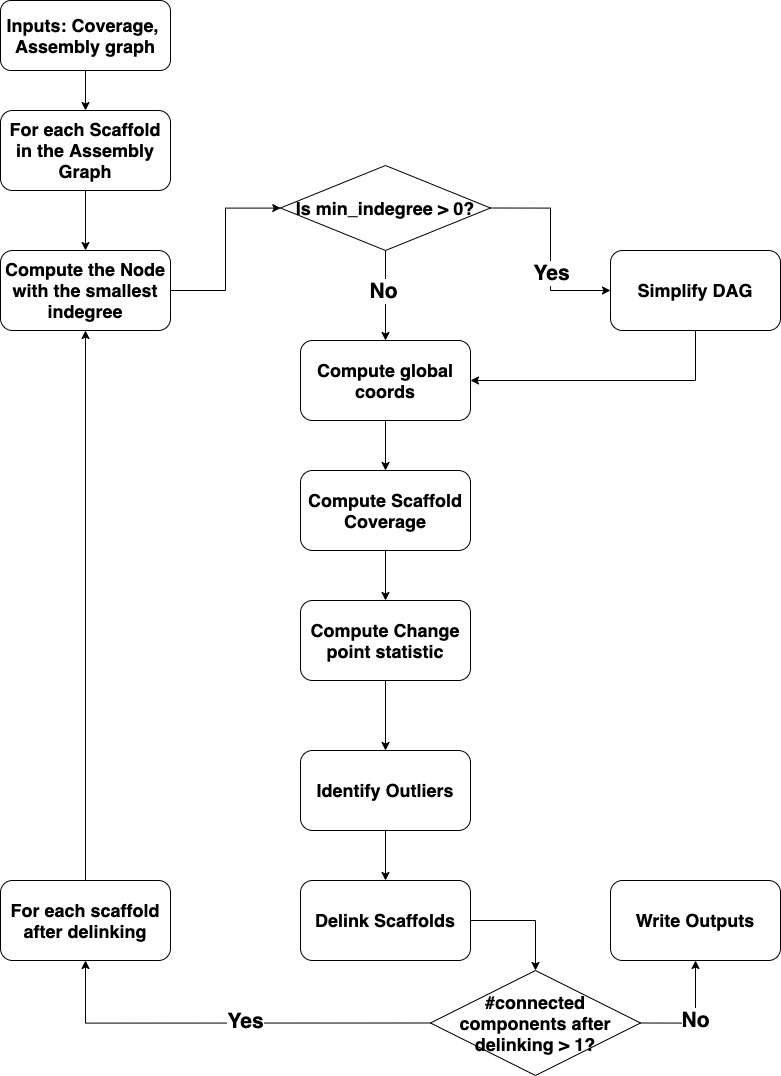 Inputs: Coverage,
Assembly graph
For each Scaffold
in the Assembly
Graph
Compute the Node
with the smallest
indegree
Is min_indegree > 0?
Yes
No
Simplify DAG
Compute global
coords
Compute Scaffold
Coverage
Compute Change
point statistic
Identify Outliers
Delink Scaffolds
#connected
components after
delinking > 1?
Yes
No
For each scaffold
after delinking
Write Outputs